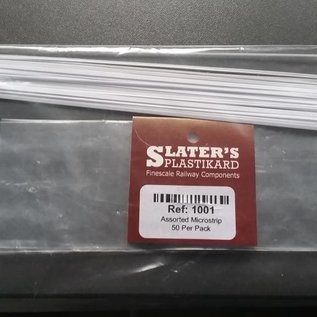 SLATER'S
PLASTIKARD
Finescale Railway Components
Ref: 1001
Assorted Microstrip
50 Per Pack